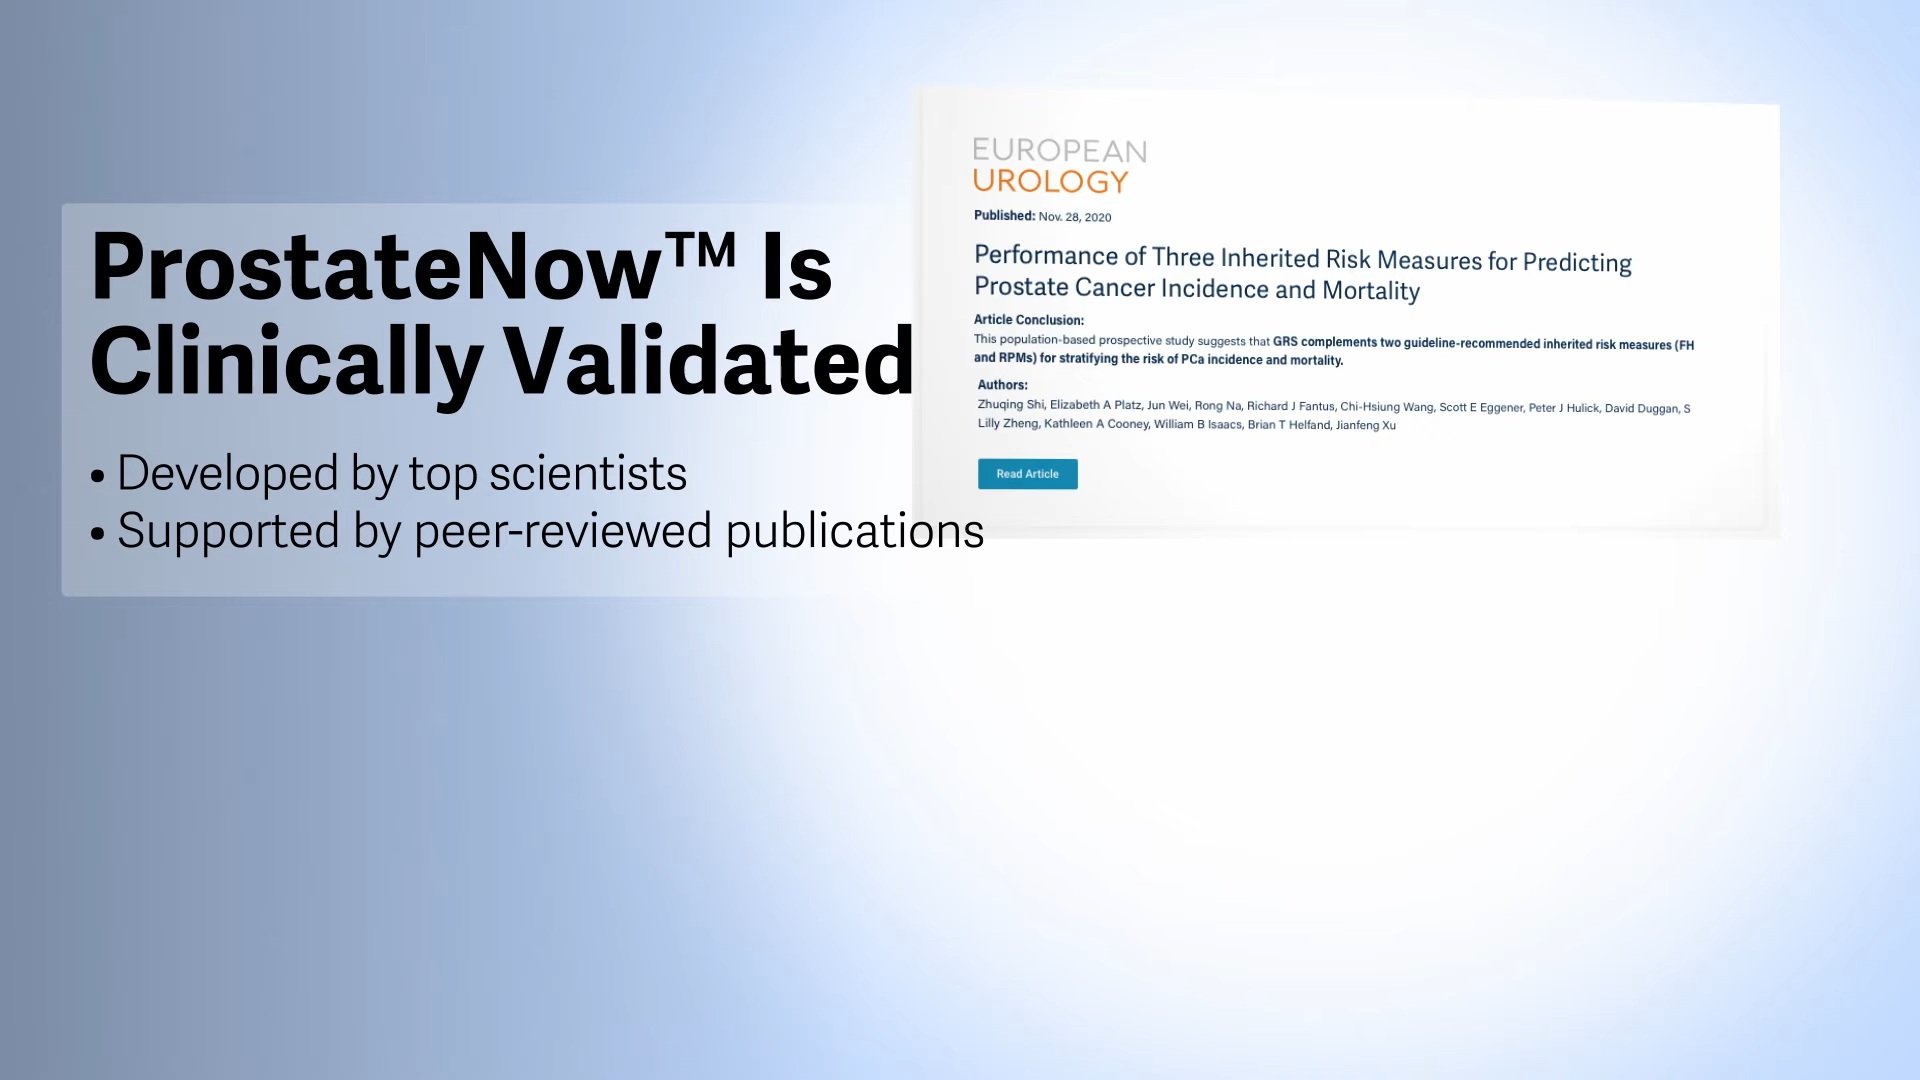 ProstateNow™ Is
Clinically Validated
• Developed by top scientists
• Supported by peer-reviewed publications
EUROPEAN
UROLOGY
Published: Nov. 28, 2020
Performance of Three Inherited Risk Measures for Predicting
Prostate Cancer Incidence and Mortality
Article Conclusion:
This population-based prospective study suggests that GRS complements two guideline-recommended inherited risk measures (FH
and RPMs) for stratifying the risk of PCa incidence and mortality.
Authors:
Zhuqing Shi, Elizabeth A Platz, Jun Wei, Rong Na, Richard J Fantus, Chi-Hsiung Wang, Scott E Eggener, Peter J Hulick, David Duggan, S
Lilly Zheng, Kathleen A Cooney, William B Isaacs, Brian T Helfand, Jianfeng Xu
Read Article